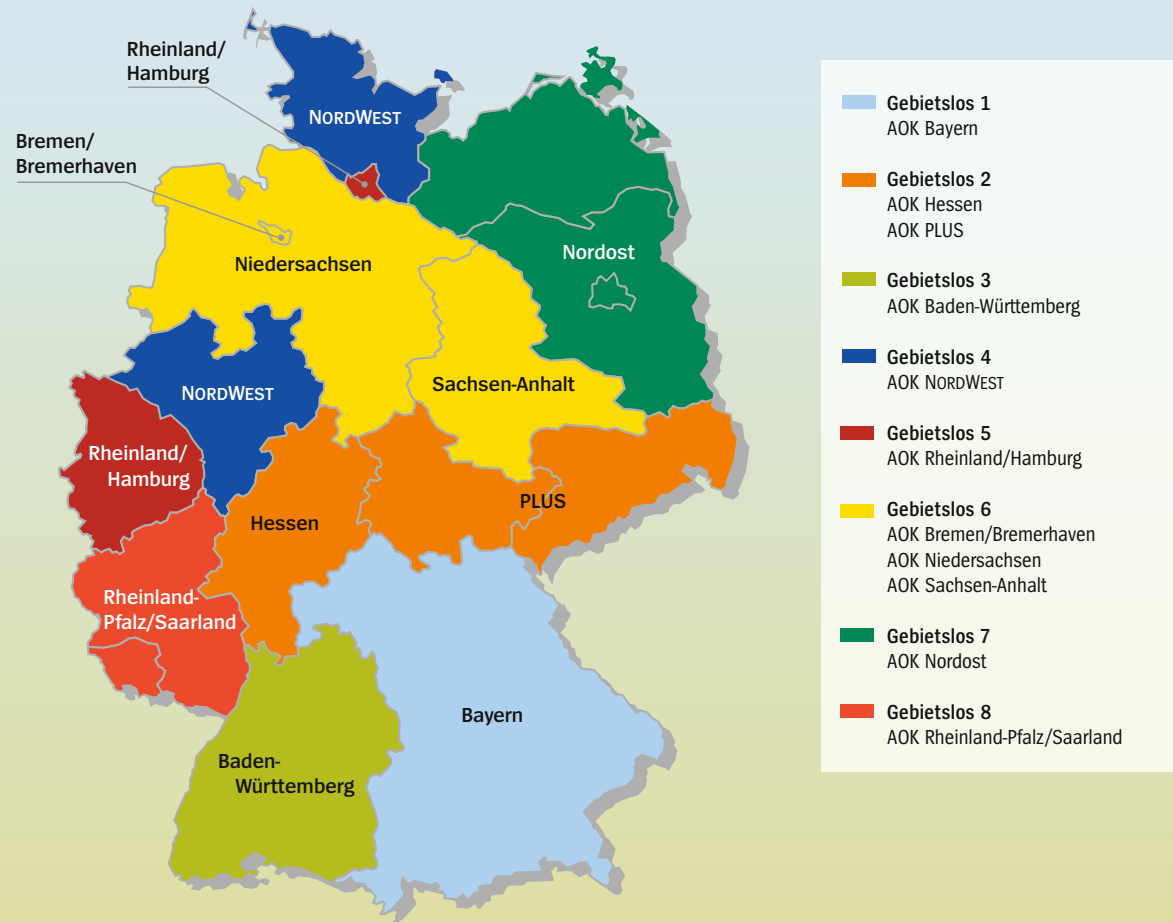 Rheinland/
Hamburg
NORDWEST
Bremen/
Bremerhaven
Niedersachsen
Nordost
NORDWEST
Sachsen-Anhalt
Rheinland/
Hamburg
PLUS
Hessen
Rheinland-
Pfalz/Saarland
Bayern
Baden-
Württemberg
Gebietslos 1
AOK Bayern
Gebietslos 2
AOK Hessen
AOK PLUS
Gebietslos 3
AOK Baden-Württemberg
Gebietslos 4
AOK NORDWEST
Gebietslos 5
AOK Rheinland/Hamburg
Gebietslos 6
AOK Bremen/Bremerhaven
AOK Niedersachsen
AOK Sachsen-Anhalt
Gebietslos 7
AOK Nordost
Gebietslos 8
AOK Rheinland-Pfalz/Saarland